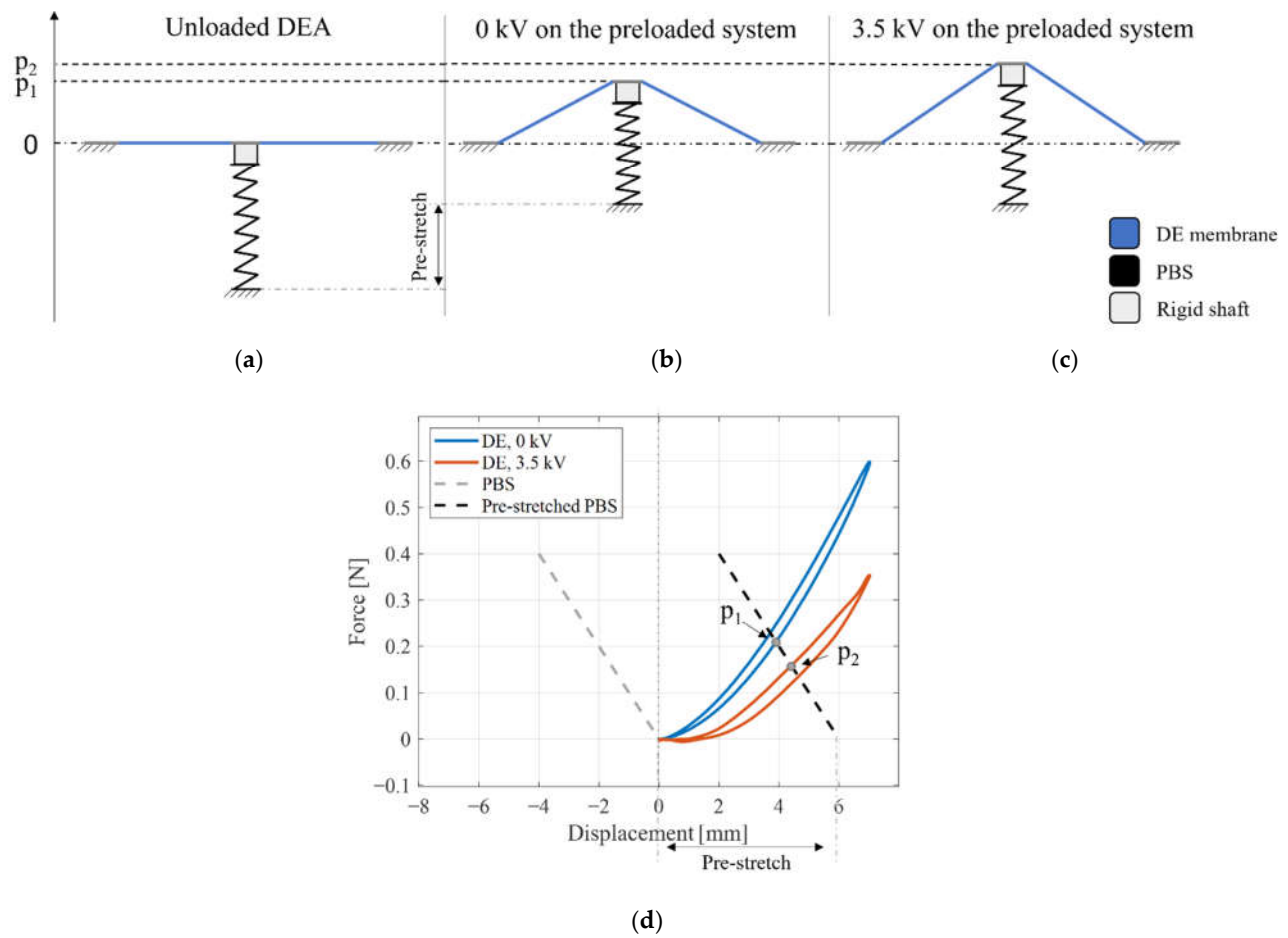 Unloaded DEA
0 kV on the preloaded system
3.5 kV on the preloaded system
p2
p1
0
Pre-stretch
DE membrane
PBS
Rigid shaft
(a)
(b)
(c)
DE, 0 kV
DE, 3.5 kV
PBS
Pre-stretched PBS
Force [N]
0.6
0.5
0.4
0.3
0.2
0.1
0
−0.1
p1
p2
−8
−6
−4
−2
0
2
4
6
Displacement [mm]
Pre-stretch
(d)